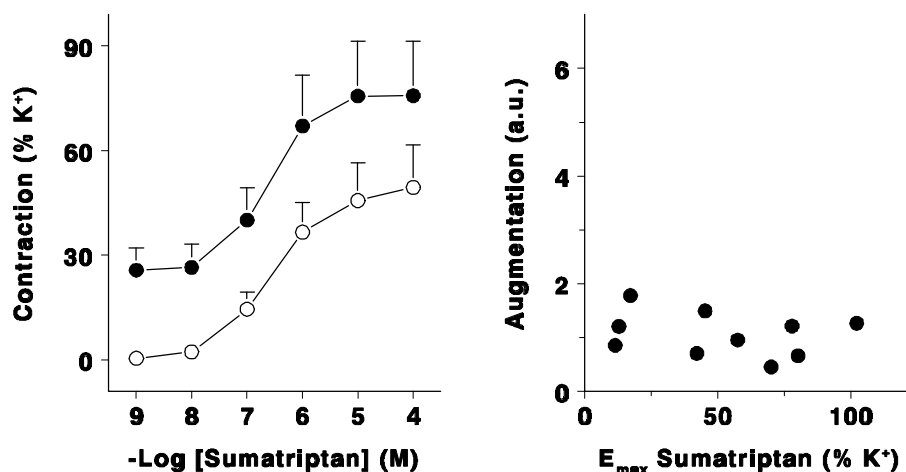 Contraction (% K⁺)
90
60
30
0
9 8 7 6 5 4
-Log [Sumatriptan] (M)
Augmentation (a.u.)
6
4
2
0
0 50 100
Eₘₐₓ Sumatriptan (% K⁺)